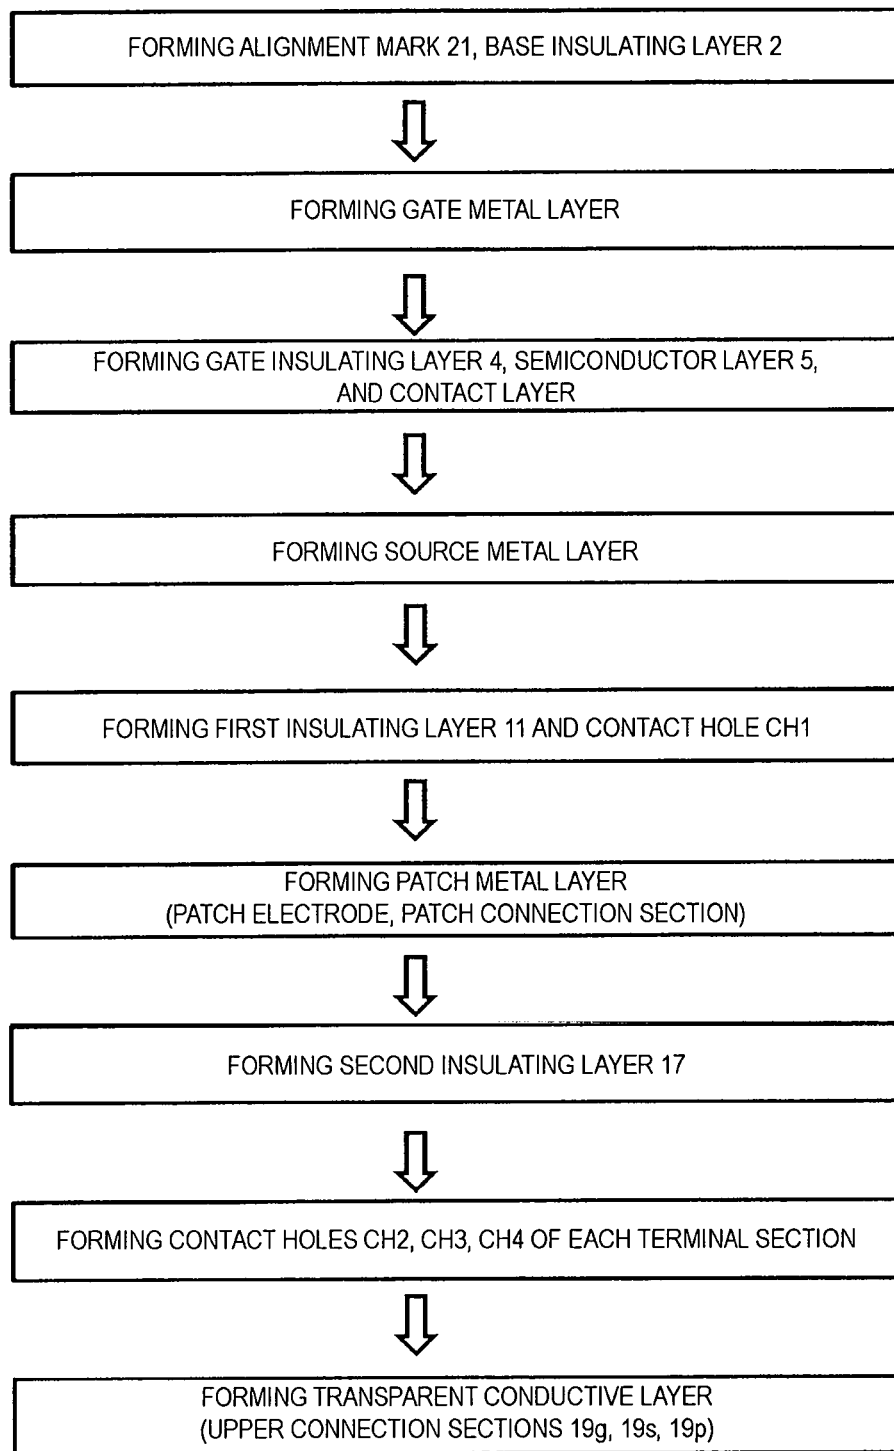 FORMING ALIGNMENT MARK 21, BASE INSULATING LAYER 2
FORMING GATE METAL LAYER
FORMING GATE INSULATING LAYER 4, SEMICONDUCTOR LAYER 5,
AND CONTACT LAYER
FORMING SOURCE METAL LAYER
FORMING FIRST INSULATING LAYER 11 AND CONTACT HOLE CH1
FORMING PATCH METAL LAYER
(PATCH ELECTRODE, PATCH CONNECTION SECTION)
FORMING SECOND INSULATING LAYER 17
FORMING CONTACT HOLES CH2, CH3, CH4 OF EACH TERMINAL SECTION
FORMING TRANSPARENT CONDUCTIVE LAYER
(UPPER CONNECTION SECTIONS 19g, 19s, 19p)